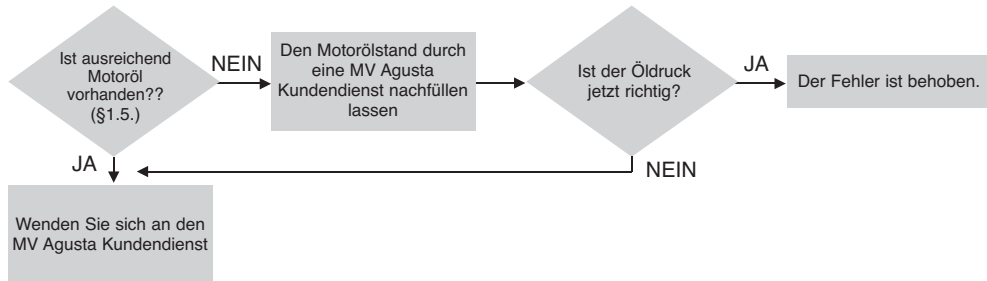 Ist ausreichend
Motoröl
vorhanden??
(§1.5.)
NEIN
Den Motorölstand durch
eine MV Agusta
Kundendienst nachfüllen
lassen
Ist der Öldruck
jetzt richtig?
JA
Der Fehler ist behoben.
JA
NEIN
Wenden Sie sich an den
MV Agusta Kundendienst